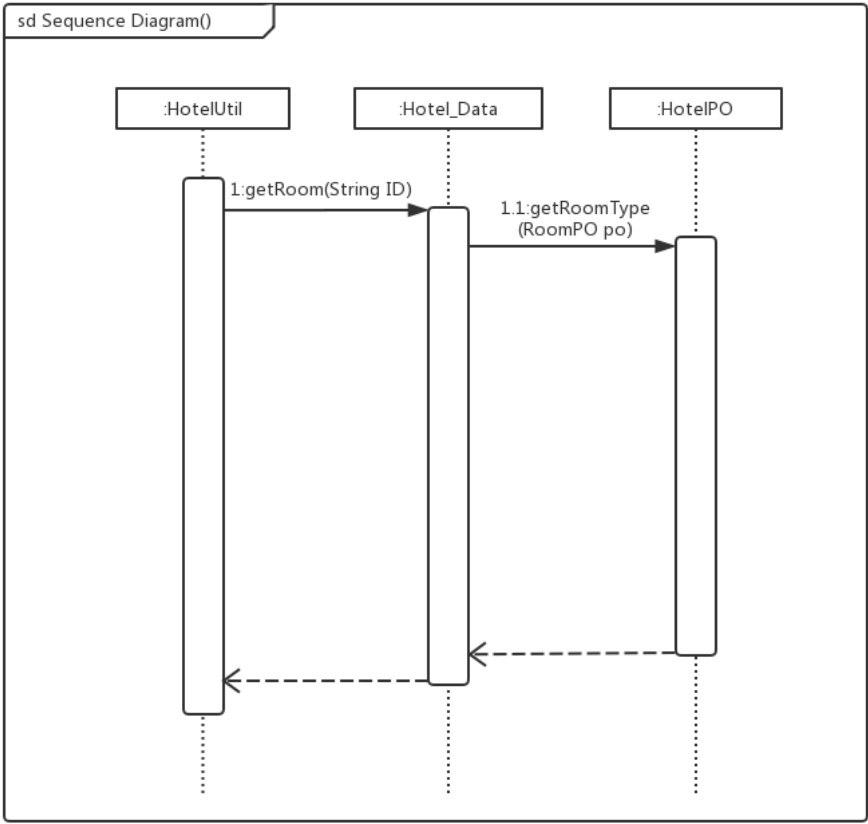 sd Sequence Diagram()
:HotelUtil
:Hotel_Data
:HotelPO
1:getRoom(String ID)
1.1:getRoomType
(RoomPO po)